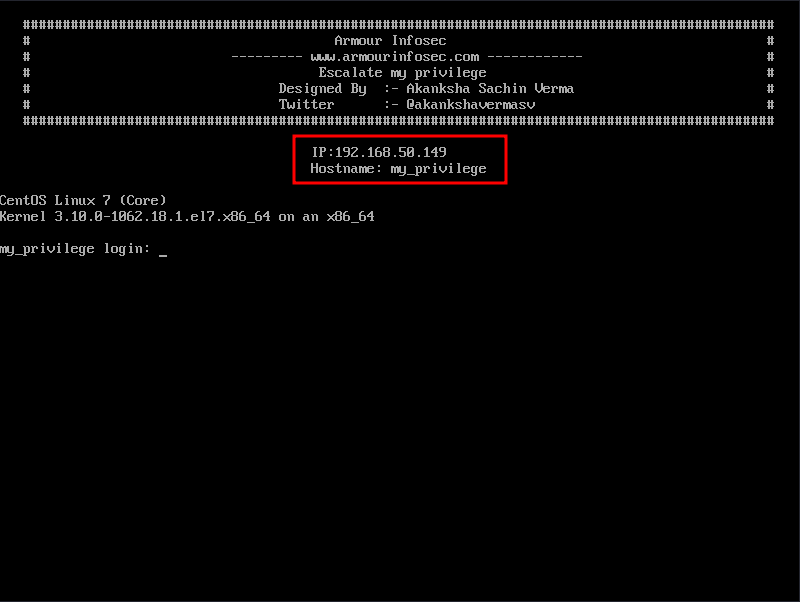 ###############################################################################################
# Armour Infosec #
# --------- www.armourinfosec.com ------------ #
# Escalate my privilege #
# Designed By :- Akanksha Sachin Verma #
# Twitter :- @akankshavermasv #
###############################################################################################
IP:192.168.50.149
Hostname: my_privilege
CentOS Linux 7 (Core)
Kernel 3.10.0-1062.18.1.el7.x86_64 on an x86_64
my_privilege login: _